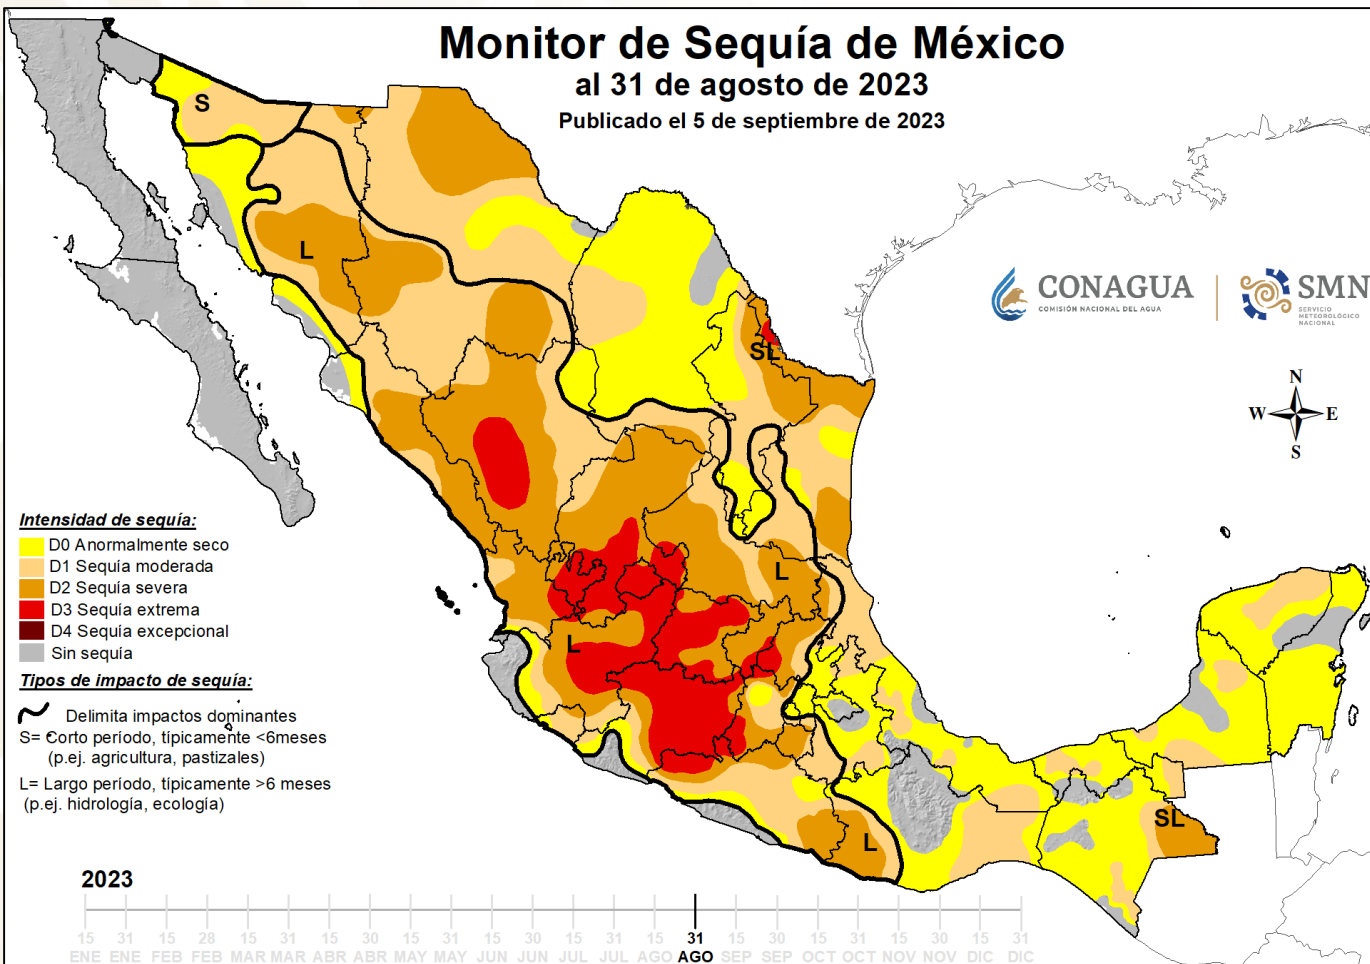 Monitor de Sequía de México
al 31 de agosto de 2023
Publicado el 5 de septiembre de 2023
S
L
SL
L
L
L
SL
CONAGUA
COMISIÓN NACIONAL DEL AGUA
SMN
SERVICIO
METEOROLÓGICO
NACIONAL
N
W E
S
Intensidad de sequía:
D0 Anormalmente seco
D1 Sequía moderada
D2 Sequía severa
D3 Sequía extrema
D4 Sequía excepcional
Sin sequía
Tipos de impacto de sequía:
Delimita impactos dominantes
S= Corto período, típicamente <6meses
(p.ej. agricultura, pastizales)
L= Largo período, típicamente >6 meses
(p.ej. hidrología, ecología)
2023
15 31 15 28 15 31 15 30 15 31 15 30 15 31 15 31 15 30 15 31 15 30 15 31
ENE ENE FEB FEB MAR MAR ABR ABR MAY MAY JUN JUN JUL JUL AGO AGO SEP SEP OCT OCT NOV NOV DIC DIC